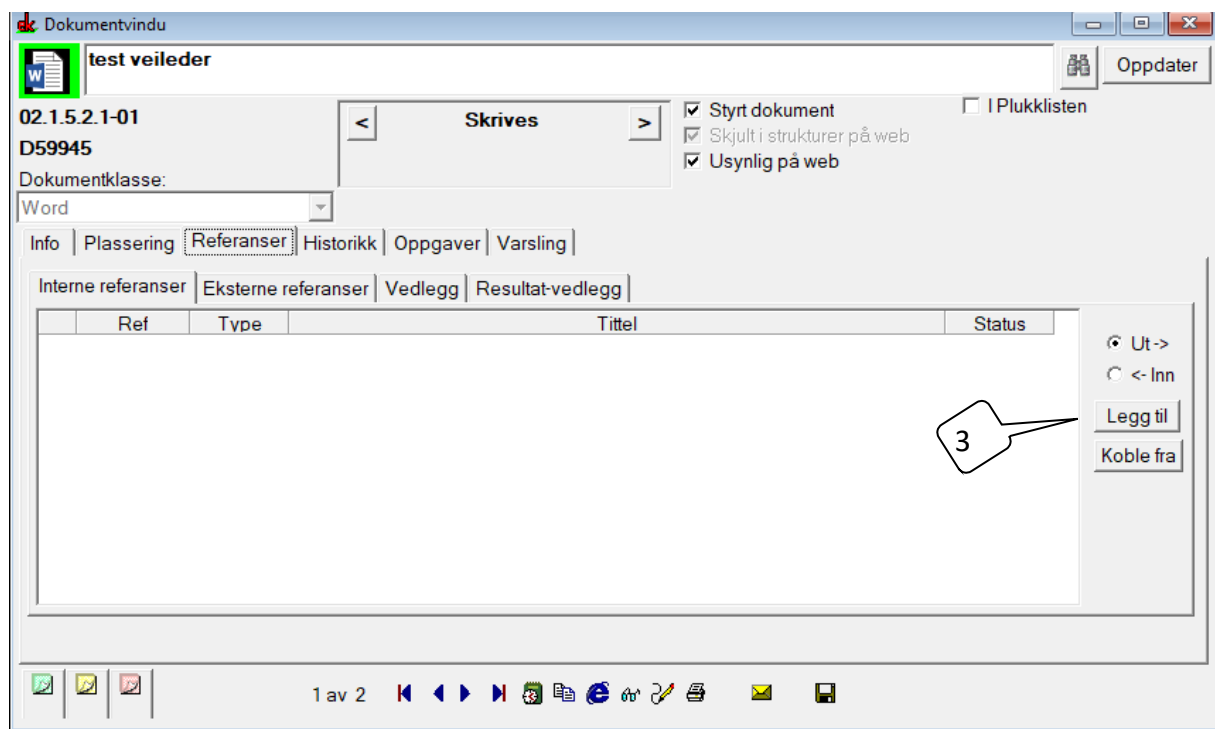 dk. Dokumentvindu
test veileder
Oppdater
02.1.5.2.1-01
D59945
Dokumentklasse:
Word
< Skrives >
Styrt dokument
Skjult i strukturer på web
Usynlig på web
I Plukklisten
Info Plassering Referanser Historikk Oppgaver Varsling
Interne referanser Eksterne referanser Vedlegg Resultat-vedlegg
Ref Type Tittel Status
Ut ->
<- Inn
Legg til
Koble fra
3
1 av 2